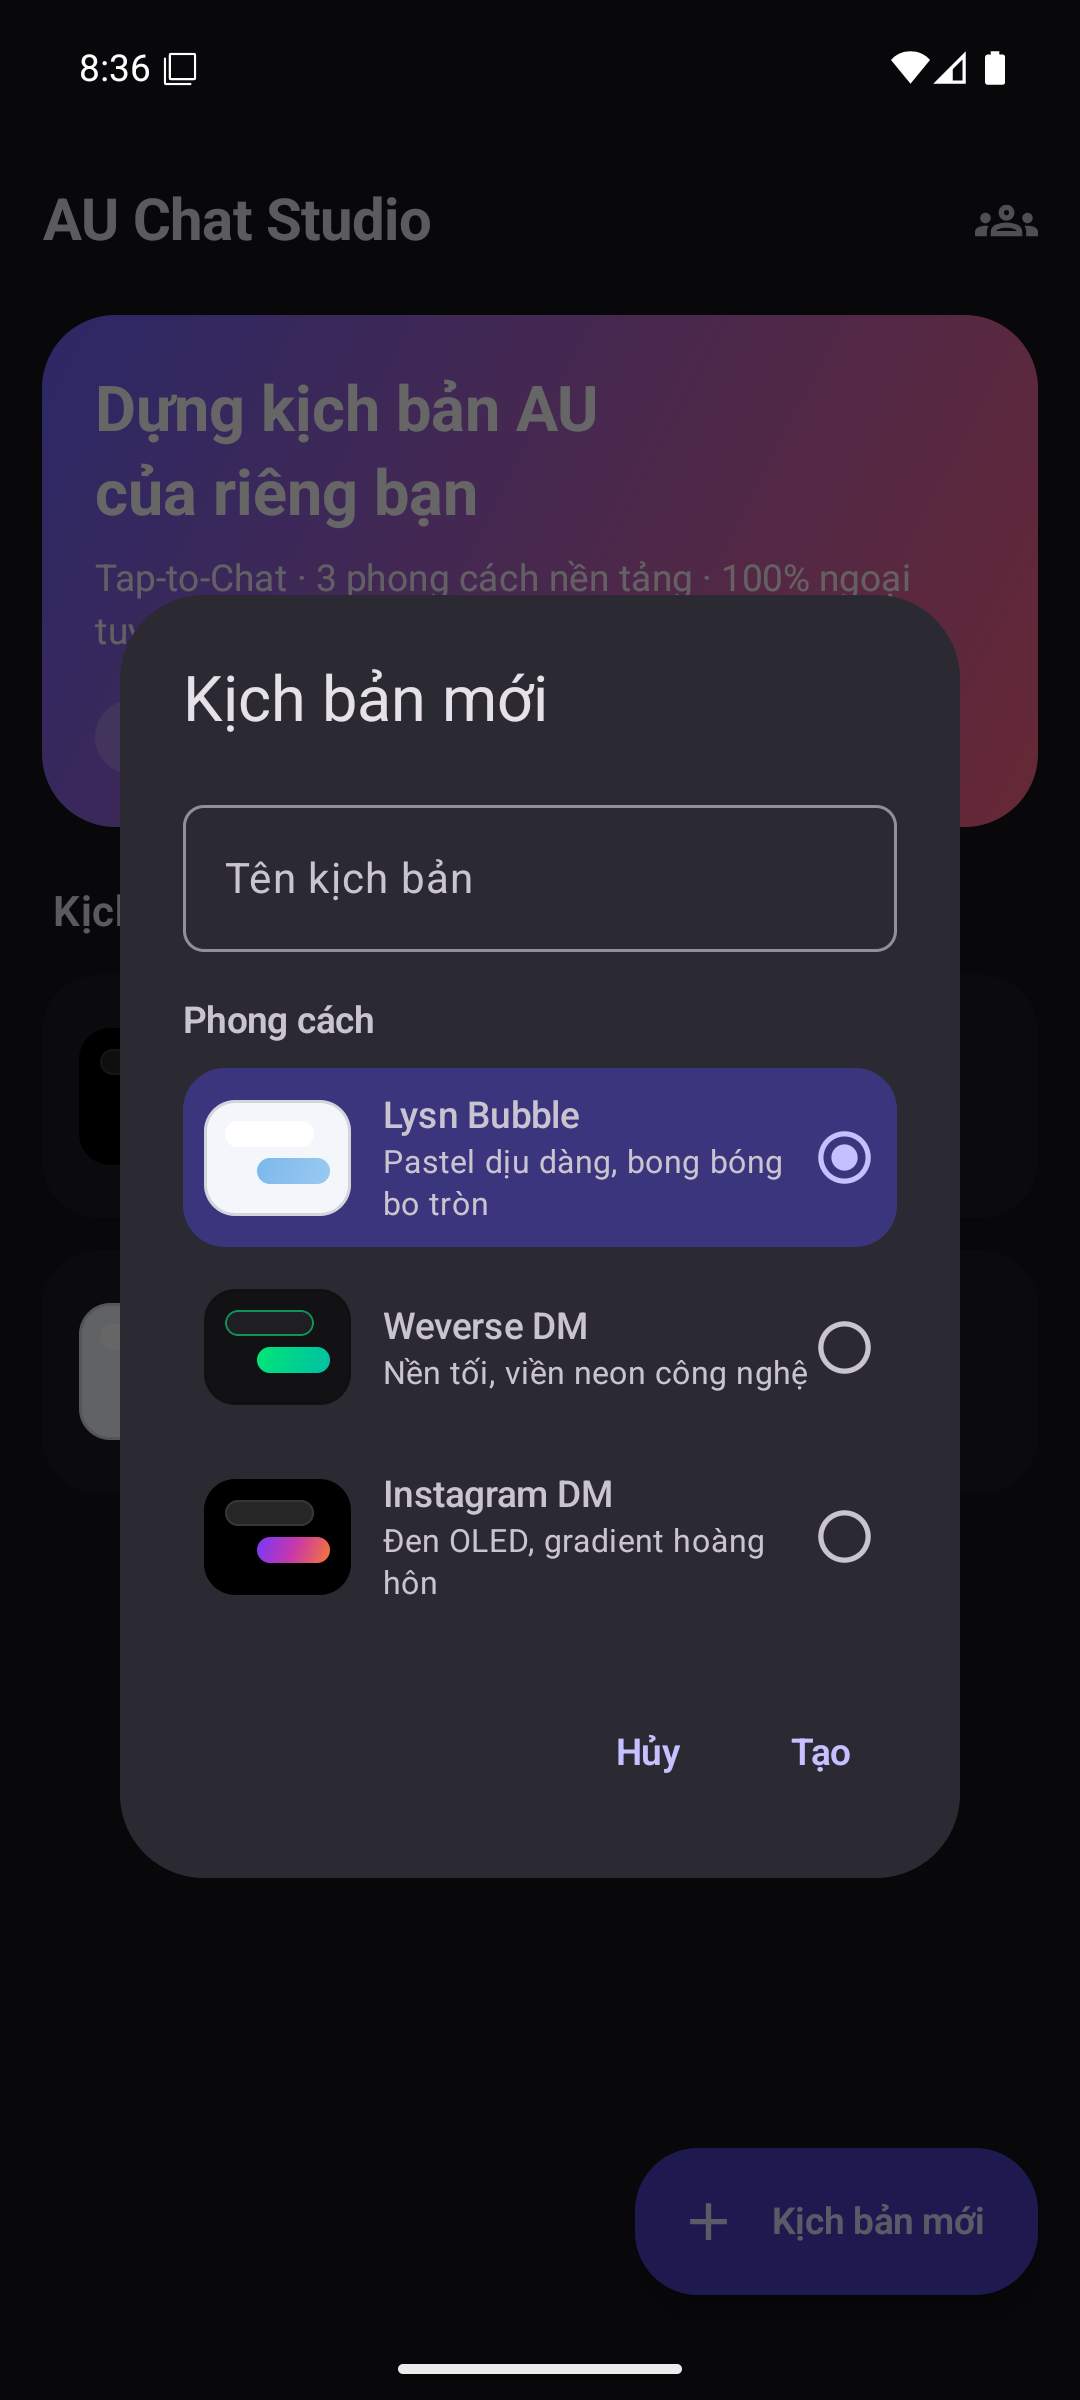 8:36
AU Chat Studio
Dựng kịch bản AU
của riêng bạn
Tap-to-Chat · 3 phong cách nền tảng · 100% ngoại
Kịch bản mới
Tên kịch bản
Phong cách
Lysn Bubble
Pastel dịu dàng, bong bóng
bo tròn
Weverse DM
Nền tối, viền neon công nghệ
Instagram DM
Đen OLED, gradient hoàng
hôn
Hủy
Tạo
Kịch bản mới